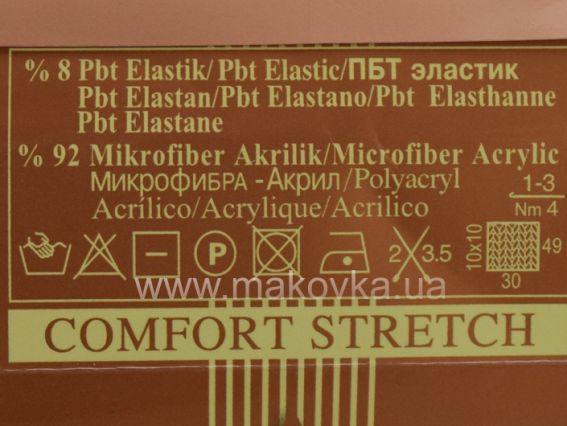 % 8 Pbt Elastik/Pbt Elastic/ПБТ эластик
Pbt Elastan/Pbt Elastano/Pbt Elasthanne
Pbt Elastane
% 92 Mikrofiber Akrilik/Microfiber Acrylic
Микрофибра -Акрил/Polyacryl
Acrílico/Acrylique/Acrilico
1-3
Nm 4
P
2 3.5
10x10
49
30
www.makovka.ua
COMFORT STRETCH